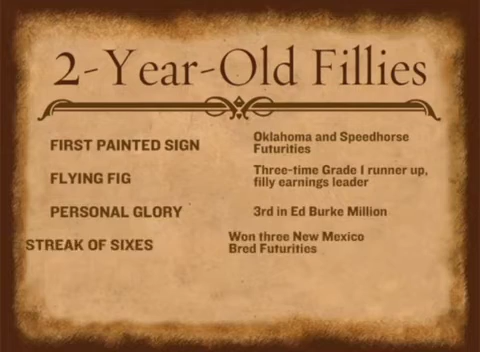 2-Year-Old Fillies
FIRST PAINTED SIGN
Oklahoma and Speedhorse
Futurities
FLYING FIG
Three-time Grade I runner up,
filly earnings leader
PERSONAL GLORY
3rd in Ed Burke Million
STREAK OF SIXES
Won three New Mexico
Bred Futurities